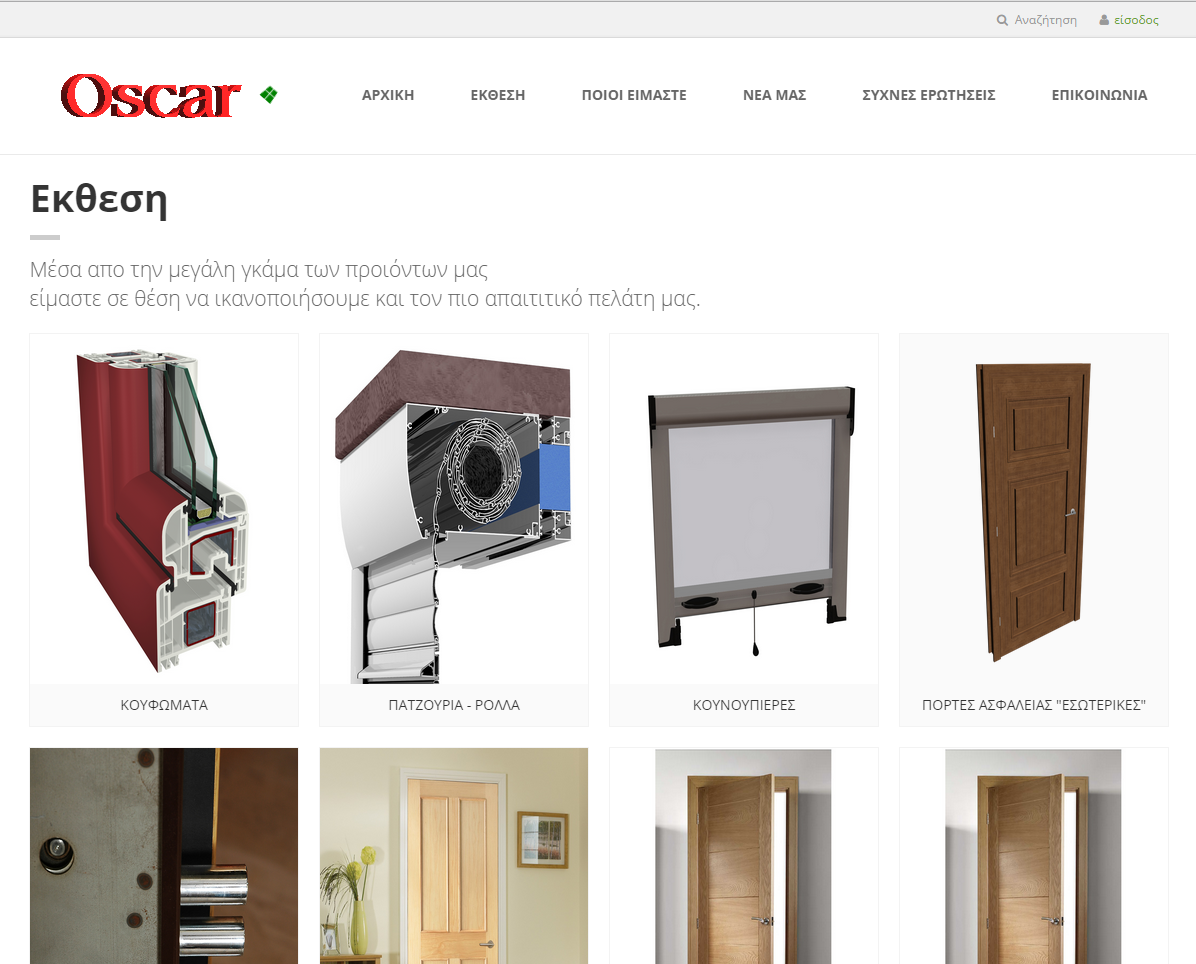 Αναζήτηση είσοδος
Oscar ΑΡΧΙΚΗ ΕΚΘΕΣΗ ΠΟΙΟΙ ΕΙΜΑΣΤΕ ΝΕΑ ΜΑΣ ΣΥΧΝΕΣ ΕΡΩΤΗΣΕΙΣ ΕΠΙΚΟΙΝΩΝΙΑ
Εκθεση
Μέσα απο την μεγάλη γκάμα των προιόντων μας
είμαστε σε θέση να ικανοποιήσουμε και τον πιο απαιτιτικό πελάτη μας.
ΚΟΥΦΩΜΑΤΑ ΠΑΤΖΟΥΡΙΑ - ΡΟΛΛΑ ΚΟΥΝΟΥΠΙΕΡΕΣ ΠΟΡΤΕΣ ΑΣΦΑΛΕΙΑΣ "ΕΣΩΤΕΡΙΚΕΣ"